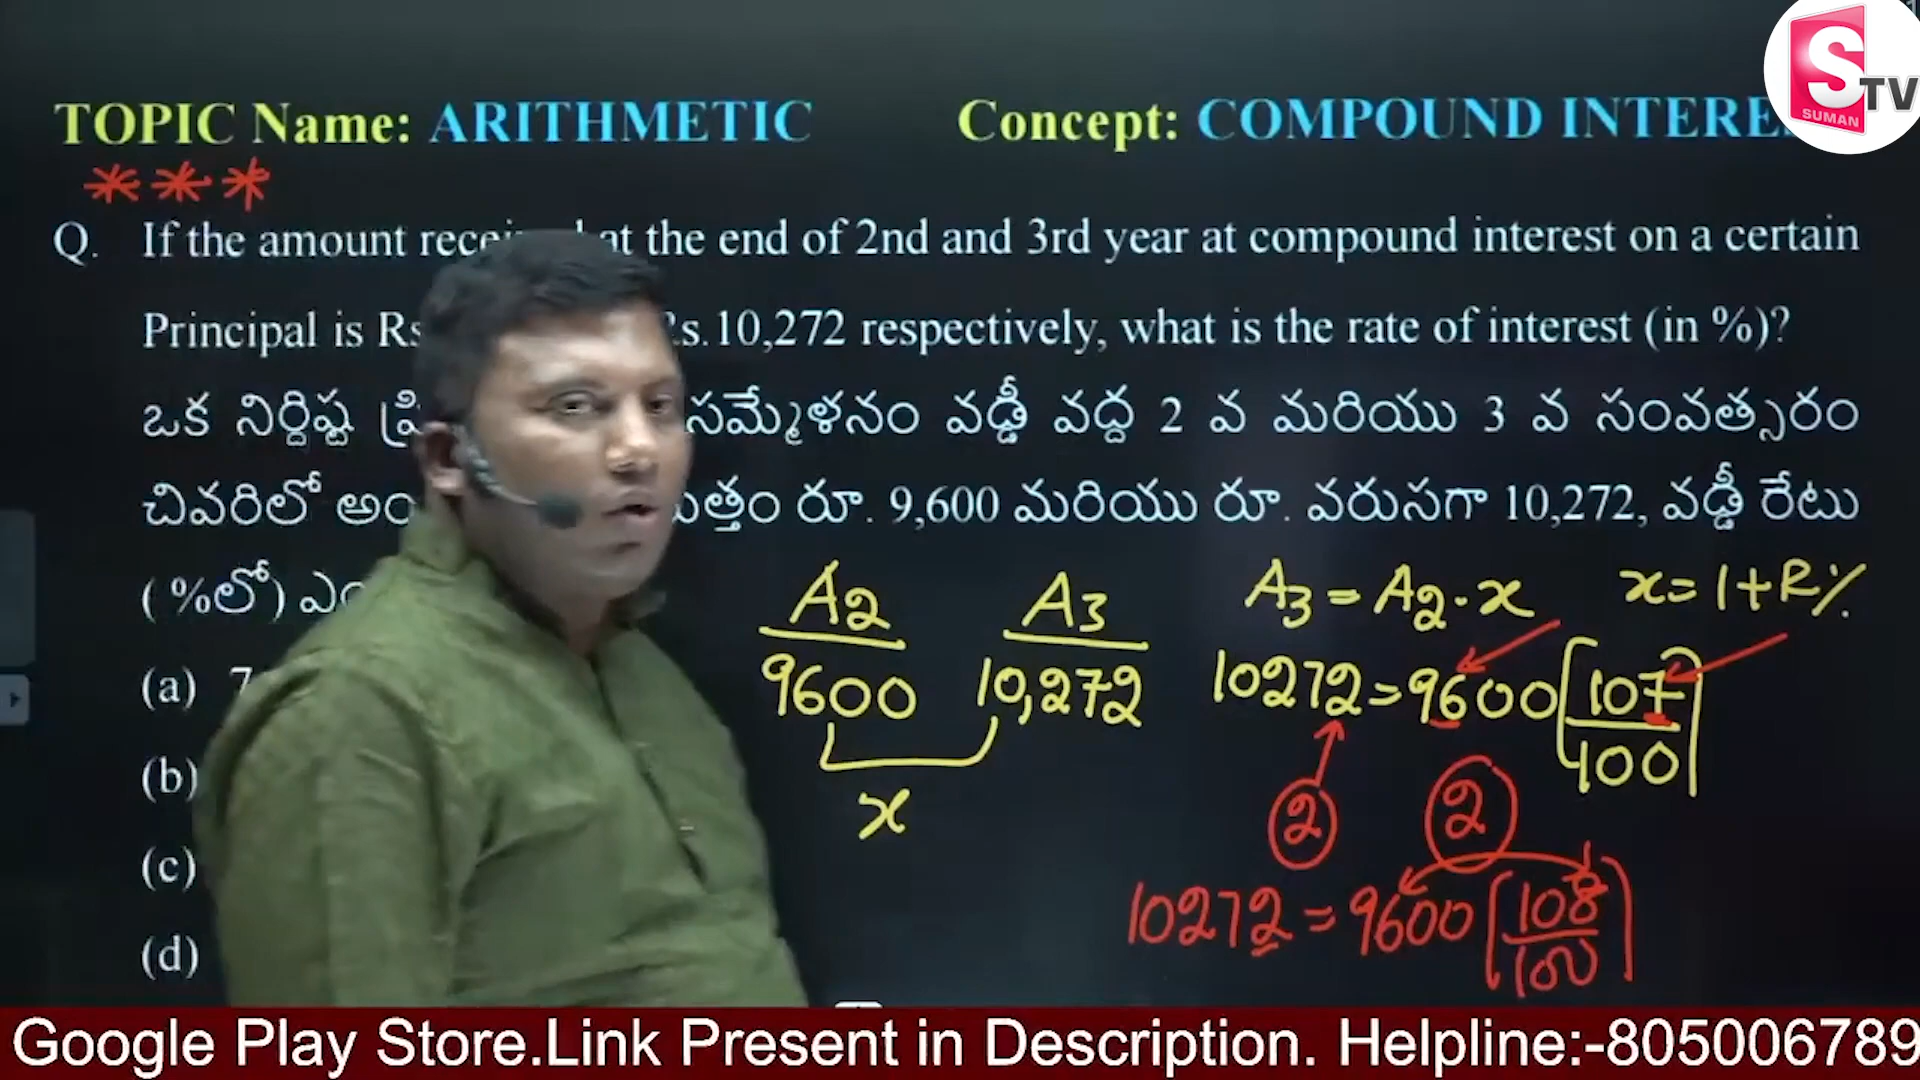 S TV
SUMAN
TOPIC Name: ARITHMETIC Concept: COMPOUND
***
Q. If the amount at the end of 2nd and 3rd year at compound interest on a certain
Principal is Rs.10,272 respectively, what is the rate of interest (in %)?
ఒక నిర్దిష్ట సమ్మేళనం వడ్డీ వద్ద 2 వ మరియు 3 వ సంవత్సరం
చివరిలో రూ. 9,600 మరియు రూ. వరుసగా 10,272, వడ్డీ రేటు
(%లో)
A2 A3 A3 = A2 · x x = 1+R%
(a) 9600 10,272 10272 = 9600 [107/100]
(b) x 2 2
(c)
10272 = 9600 [108/100]
(d)
Google Play Store.Link Present in Description. Helpline:-805006789